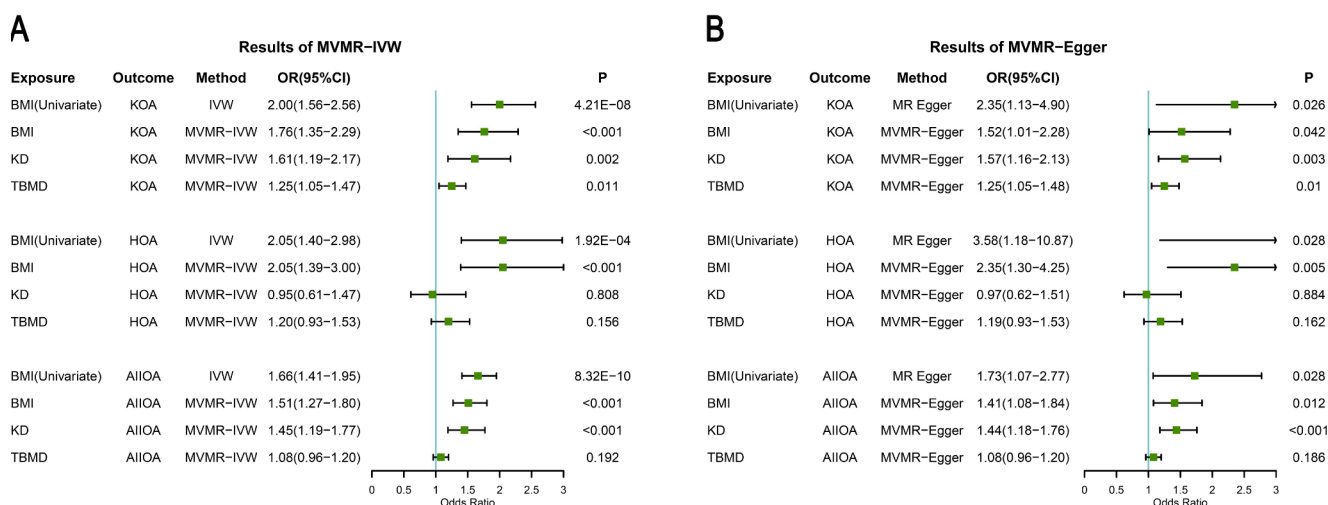 A
Results of MVMR−IVW
Exposure Outcome Method OR(95%CI) P
BMI(Univariate) KOA IVW 2.00(1.56−2.56) 4.21E−08
BMI KOA MVMR−IVW 1.76(1.35−2.29) <0.001
KD KOA MVMR−IVW 1.61(1.19−2.17) 0.002
TBMD KOA MVMR−IVW 1.25(1.05−1.47) 0.011
BMI(Univariate) HOA IVW 2.05(1.40−2.98) 1.92E−04
BMI HOA MVMR−IVW 2.05(1.39−3.00) <0.001
KD HOA MVMR−IVW 0.95(0.61−1.47) 0.808
TBMD HOA MVMR−IVW 1.20(0.93−1.53) 0.156
BMI(Univariate) AllOA IVW 1.66(1.41−1.95) 8.32E−10
BMI AllOA MVMR−IVW 1.51(1.27−1.80) <0.001
KD AllOA MVMR−IVW 1.45(1.19−1.77) <0.001
TBMD AllOA MVMR−IVW 1.08(0.96−1.20) 0.192
0 0.5 1 1.5 2 2.5 3
Odds Ratio
B
Results of MVMR−Egger
Exposure Outcome Method OR(95%CI) P
BMI(Univariate) KOA MR Egger 2.35(1.13−4.90) 0.026
BMI KOA MVMR−Egger 1.52(1.01−2.28) 0.042
KD KOA MVMR−Egger 1.57(1.16−2.13) 0.003
TBMD KOA MVMR−Egger 1.25(1.05−1.48) 0.01
BMI(Univariate) HOA MR Egger 3.58(1.18−10.87) 0.028
BMI HOA MVMR−Egger 2.35(1.30−4.25) 0.005
KD HOA MVMR−Egger 0.97(0.62−1.51) 0.884
TBMD HOA MVMR−Egger 1.19(0.93−1.53) 0.162
BMI(Univariate) AllOA MR Egger 1.73(1.07−2.77) 0.028
BMI AllOA MVMR−Egger 1.41(1.08−1.84) 0.012
KD AllOA MVMR−Egger 1.44(1.18−1.76) <0.001
TBMD AllOA MVMR−Egger 1.08(0.96−1.20) 0.186
0 0.5 1 1.5 2 2.5 3
Odds Ratio